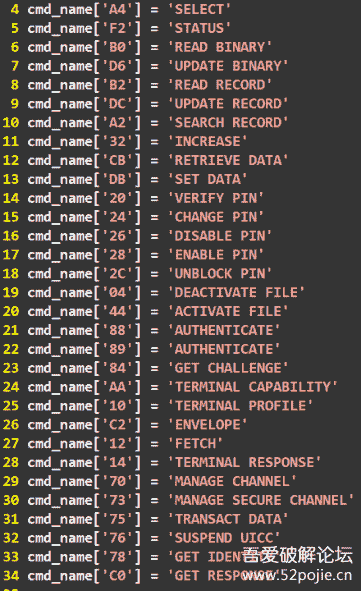 4 cmd_name['A4'] = 'SELECT'
5 cmd_name['F2'] = 'STATUS'
6 cmd_name['B0'] = 'READ BINARY'
7 cmd_name['D6'] = 'UPDATE BINARY'
8 cmd_name['B2'] = 'READ RECORD'
9 cmd_name['DC'] = 'UPDATE RECORD'
10 cmd_name['A2'] = 'SEARCH RECORD'
11 cmd_name['32'] = 'INCREASE'
12 cmd_name['CB'] = 'RETRIEVE DATA'
13 cmd_name['DB'] = 'SET DATA'
14 cmd_name['20'] = 'VERIFY PIN'
15 cmd_name['24'] = 'CHANGE PIN'
16 cmd_name['26'] = 'DISABLE PIN'
17 cmd_name['28'] = 'ENABLE PIN'
18 cmd_name['2C'] = 'UNBLOCK PIN'
19 cmd_name['04'] = 'DEACTIVATE FILE'
20 cmd_name['44'] = 'ACTIVATE FILE'
21 cmd_name['88'] = 'AUTHENTICATE'
22 cmd_name['89'] = 'AUTHENTICATE'
23 cmd_name['84'] = 'GET CHALLENGE'
24 cmd_name['AA'] = 'TERMINAL CAPABILITY'
25 cmd_name['10'] = 'TERMINAL PROFILE'
26 cmd_name['C2'] = 'ENVELOPE'
27 cmd_name['12'] = 'FETCH'
28 cmd_name['14'] = 'TERMINAL RESPONSE'
29 cmd_name['70'] = 'MANAGE CHANNEL'
30 cmd_name['73'] = 'MANAGE SECURE CHANNEL'
31 cmd_name['75'] = 'TRANSACT DATA'
32 cmd_name['76'] = 'SUSPEND UICC'
33 cmd_name['78'] = 'GET
34 cmd_name['C0'] = 'GET
吾爱破解论坛
www.52pojie.cn